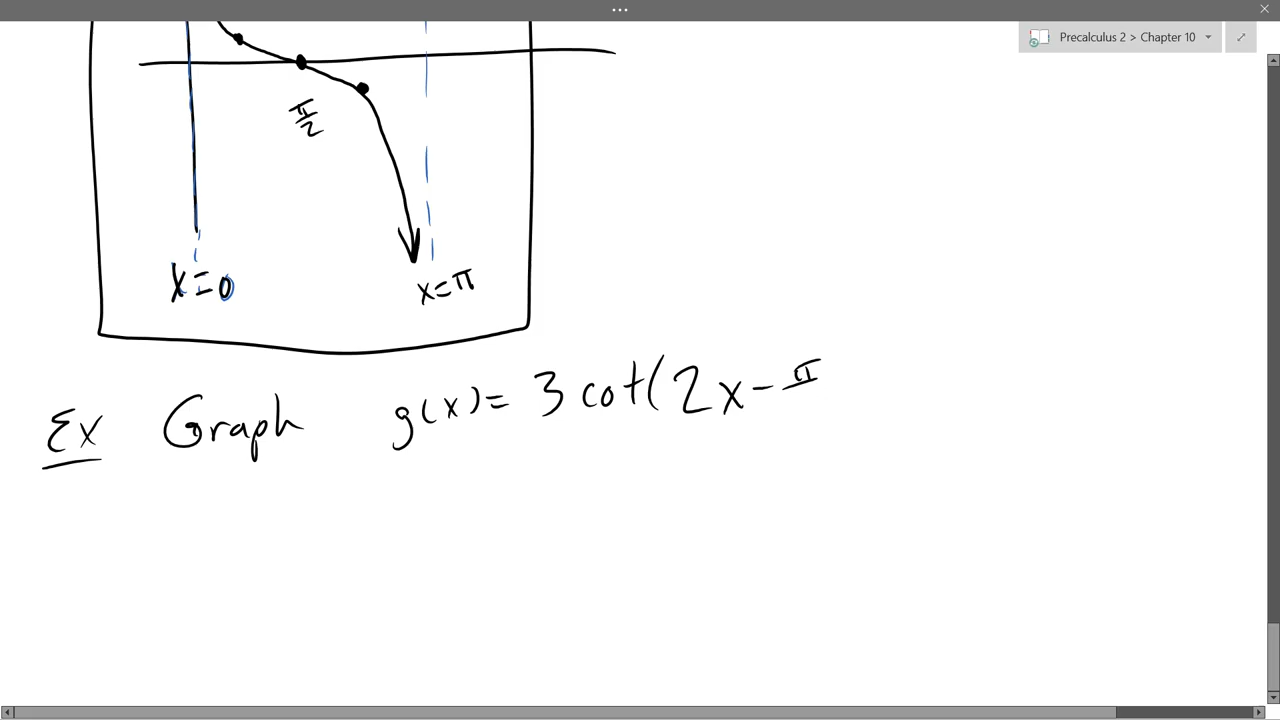 Precalculus 2 > Chapter 10
π/2
x=0
x=π
Ex Graph g(x)= 3 cot(2x-π